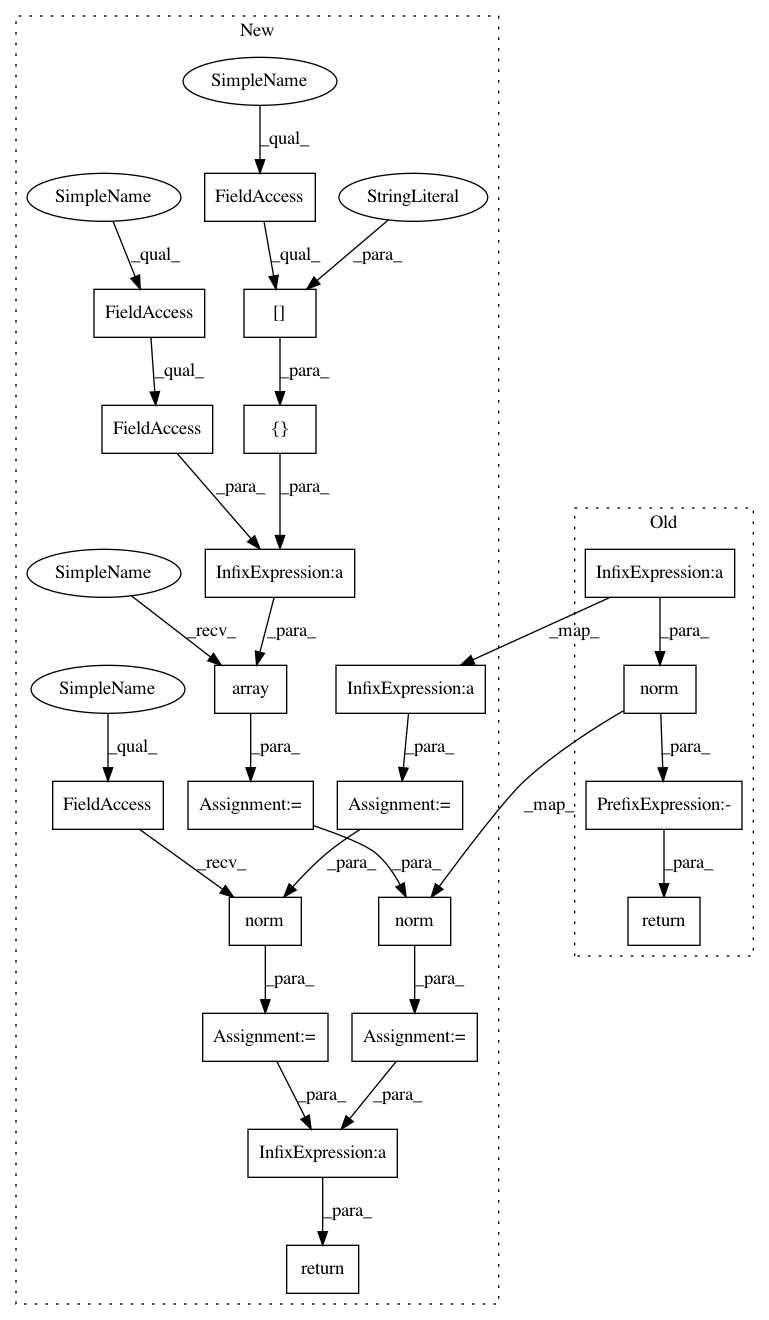 New
SimpleName
_qual_
SimpleName
FieldAccess
StringLiteral
_qual_
_qual_
_para_
FieldAccess
[]
_qual_
_para_
FieldAccess
{}
_para_
_para_
Old
SimpleName
InfixExpression:a
InfixExpression:a
_recv_
_para_
_map_
_para_
SimpleName
array
InfixExpression:a
norm
_qual_
_para_
_para_
_para_
FieldAccess
Assignment:=
Assignment:=
_map_
PrefixExpression:-
_recv_
_para_
_para_
_para_
norm
norm
return
_para_
_para_
Assignment:=
Assignment:=
_para_
_para_
InfixExpression:a
_para_
return